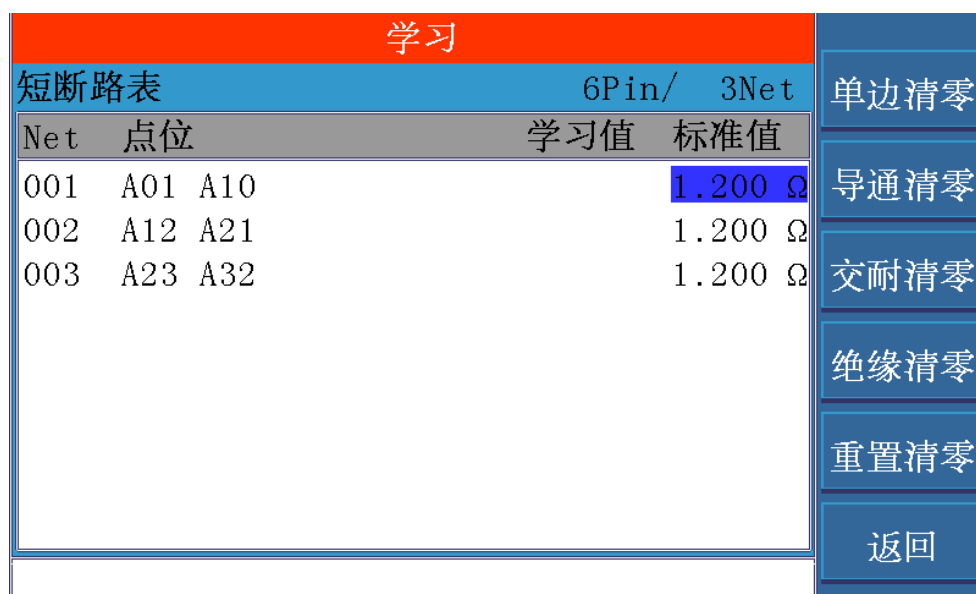 学习
短断路表 6Pin/ 3Net
Net 点位 学习值 标准值
001 A01 A10 1.200 Ω
002 A12 A21 1.200 Ω
003 A23 A32 1.200 Ω
单边清零
导通清零
交耐清零
绝缘清零
重置清零
返回